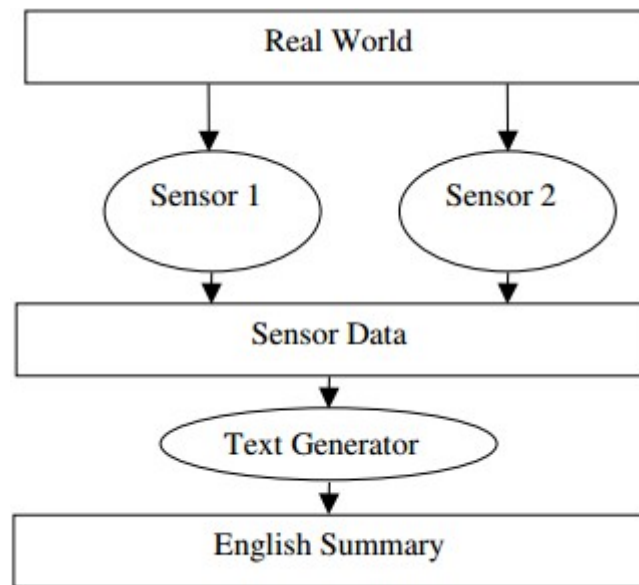 Real World
Sensor 1
Sensor 2
Sensor Data
Text Generator
English Summary